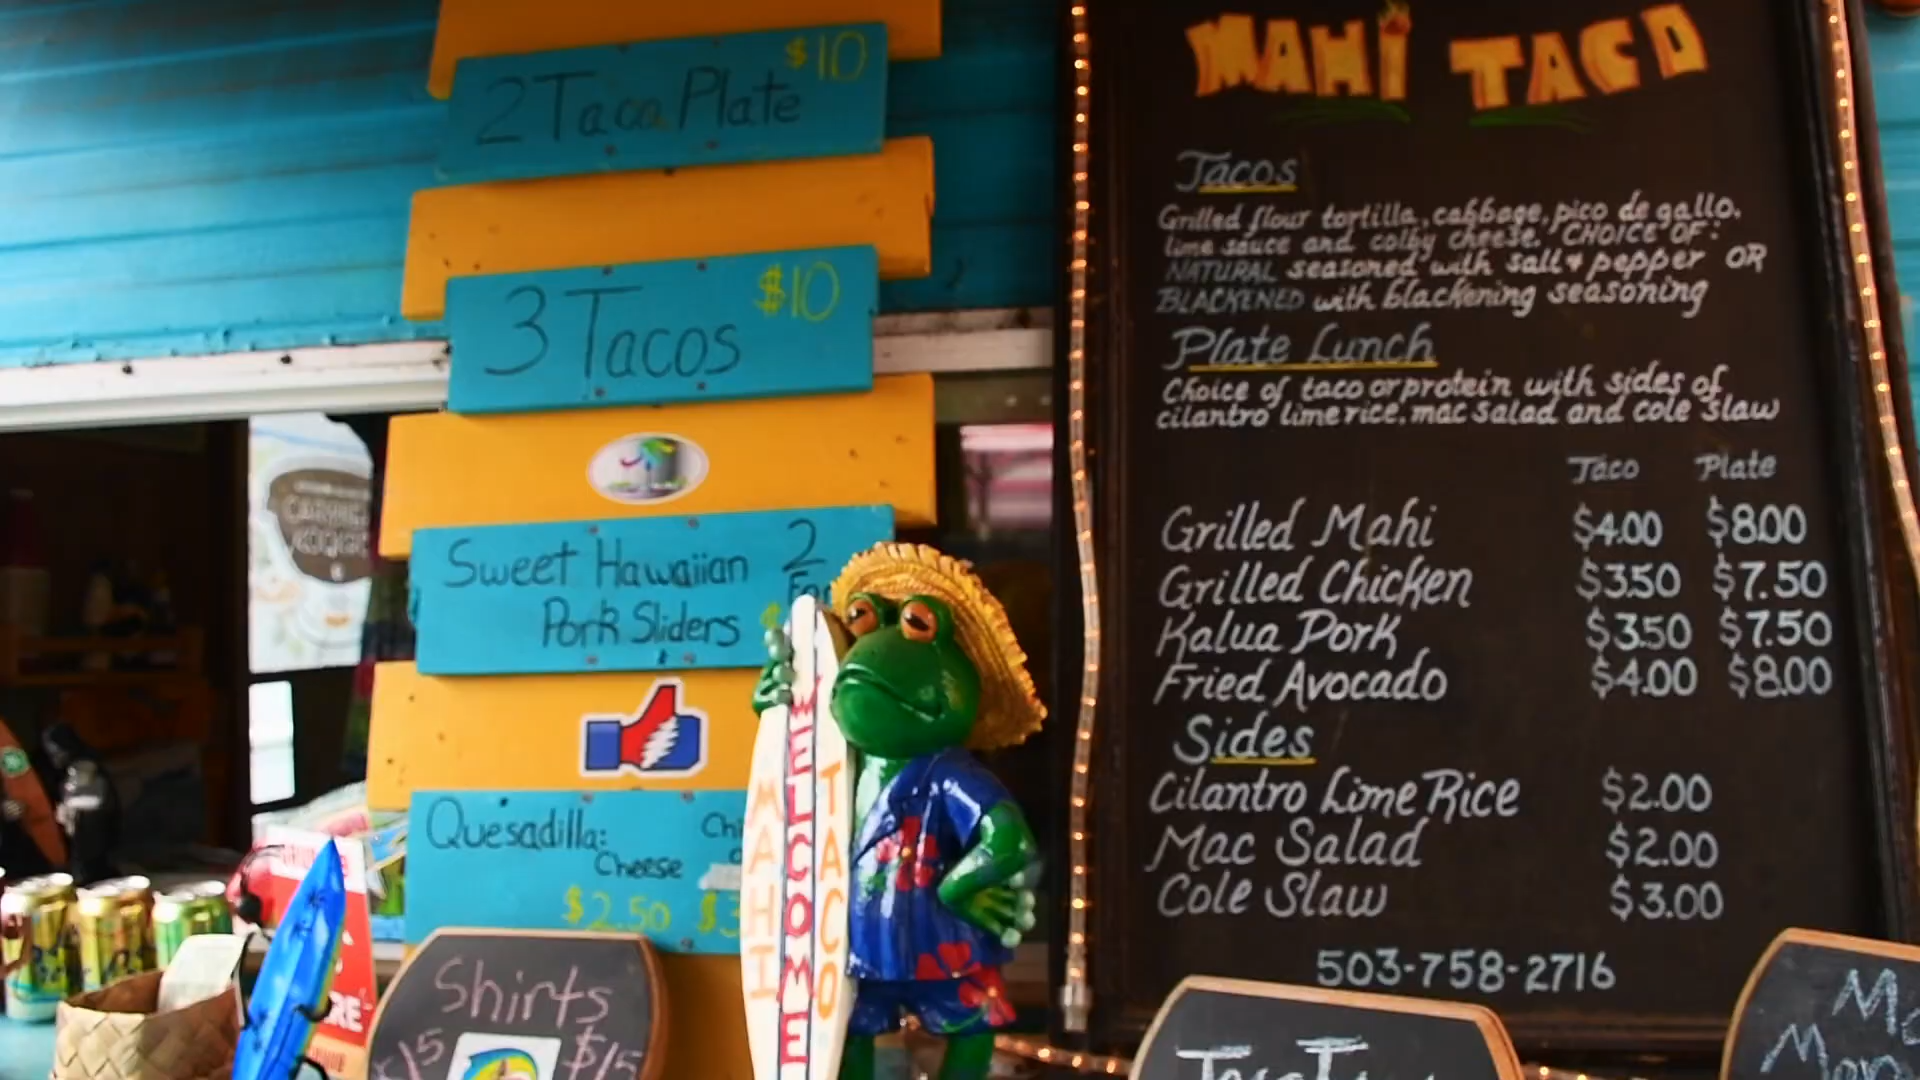 $10
2 Taco Plate
$10
3 Tacos
Sweet Hawaiian 2
Pork Sliders
Quesadilla:
Cheese
$2.50
Shirts
$15
WELCOME
MAHI
TACO
MAHI TACO
Tacos
Grilled flour tortilla, cabbage, pico de gallo,
lime sauce and colby cheese. CHOICE OF:
NATURAL seasoned with salt & pepper OR
BLACKENED with blackening seasoning
Plate Lunch
Choice of taco or protein with sides of
cilantro lime rice, mac salad and cole slaw
Taco Plate
Grilled Mahi $4.00 $8.00
Grilled Chicken $3.50 $7.50
Kalua Pork $3.50 $7.50
Fried Avocado $4.00 $8.00
Sides
Cilantro Lime Rice $2.00
Mac Salad $2.00
Cole Slaw $3.00
503-758-2716